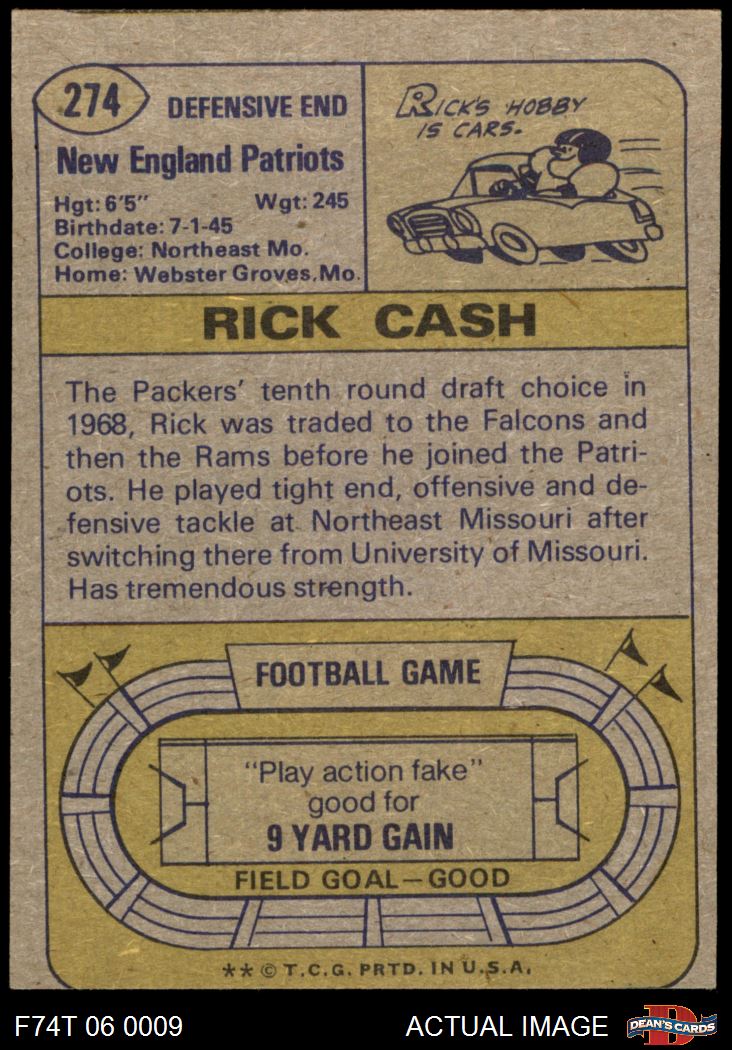 274
DEFENSIVE END
New England Patriots
Hgt: 6'5" Wgt: 245
Birthdate: 7-1-45
College: Northeast Mo.
Home: Webster Groves, Mo.
RICK'S HOBBY
IS CARS.
RICK CASH
The Packers' tenth round draft choice in
1968, Rick was traded to the Falcons and
then the Rams before he joined the Patri-
ots. He played tight end, offensive and de-
fensive tackle at Northeast Missouri after
switching there from University of Missouri.
Has tremendous strength.
FOOTBALL GAME
"Play action fake"
good for
9 YARD GAIN
FIELD GOAL—GOOD
** © T.C.G. PRTD. IN U.S.A.
F74T 06 0009
ACTUAL IMAGE
D
DEAN'S CARDS